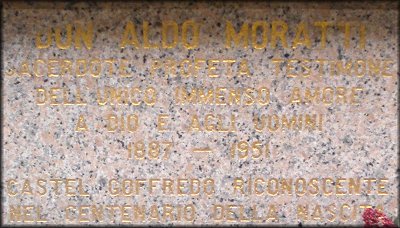 DON ALDO MORATTI
SACERDOTE PROFETA TESTIMONE
DELL'UNICO IMMENSO AMORE
A DIO E AGLI UOMINI
1887 — 1951
CASTEL GOFFREDO RICONOSCENTE
NEL CENTENARIO DELLA NASCITA